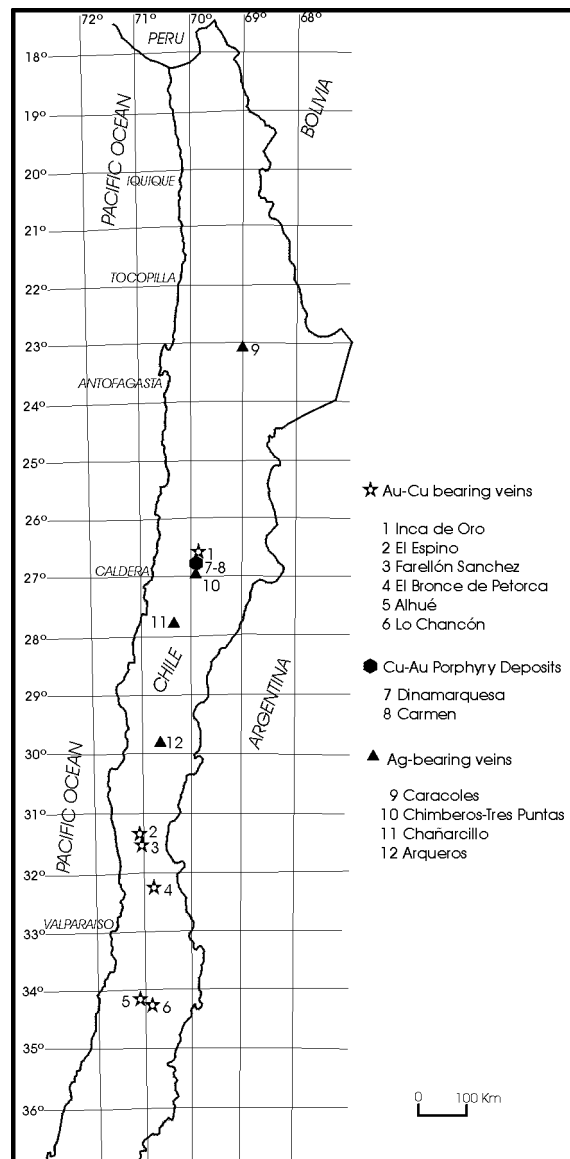 72° 71° 70° 69° 68°
PERU
18°
BOLIVIA
19°
PACIFIC OCEAN
20°
IQUIQUE
21°
TOCOPILLA
22°
23°
9
ANTOFAGASTA
24°
25°
26°
1
CALDERA
7-8
27°
10
11
28°
CHILE
29°
ARGENTINA
12
30°
PACIFIC OCEAN
31°
2
3
32°
4
VALPARAISO
33°
34°
5
6
35°
36°
Au-Cu bearing veins
1 Inca de Oro
2 El Espino
3 Farellón Sanchez
4 El Bronce de Petorca
5 Alhué
6 Lo Chancón
Cu-Au Porphyry Deposits
7 Dinamarquesa
8 Carmen
Ag-bearing veins
9 Caracoles
10 Chimberos-Tres Puntas
11 Chañarcillo
12 Arqueros
0 100 Km